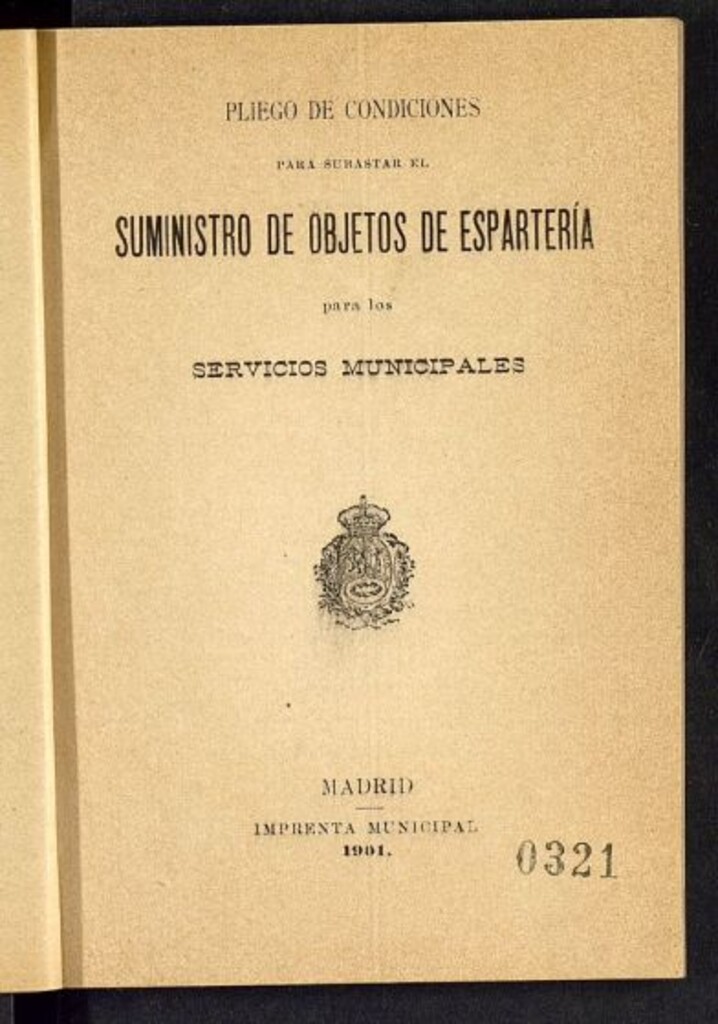 PLIEGO DE CONDICIONES
PARA SUBASTAR EL
SUMINISTRO DE OBJETOS DE ESPARTERÍA
para los
SERVICIOS MUNICIPALES
MADRID
IMPRENTA MUNICIPAL
1901.
0321